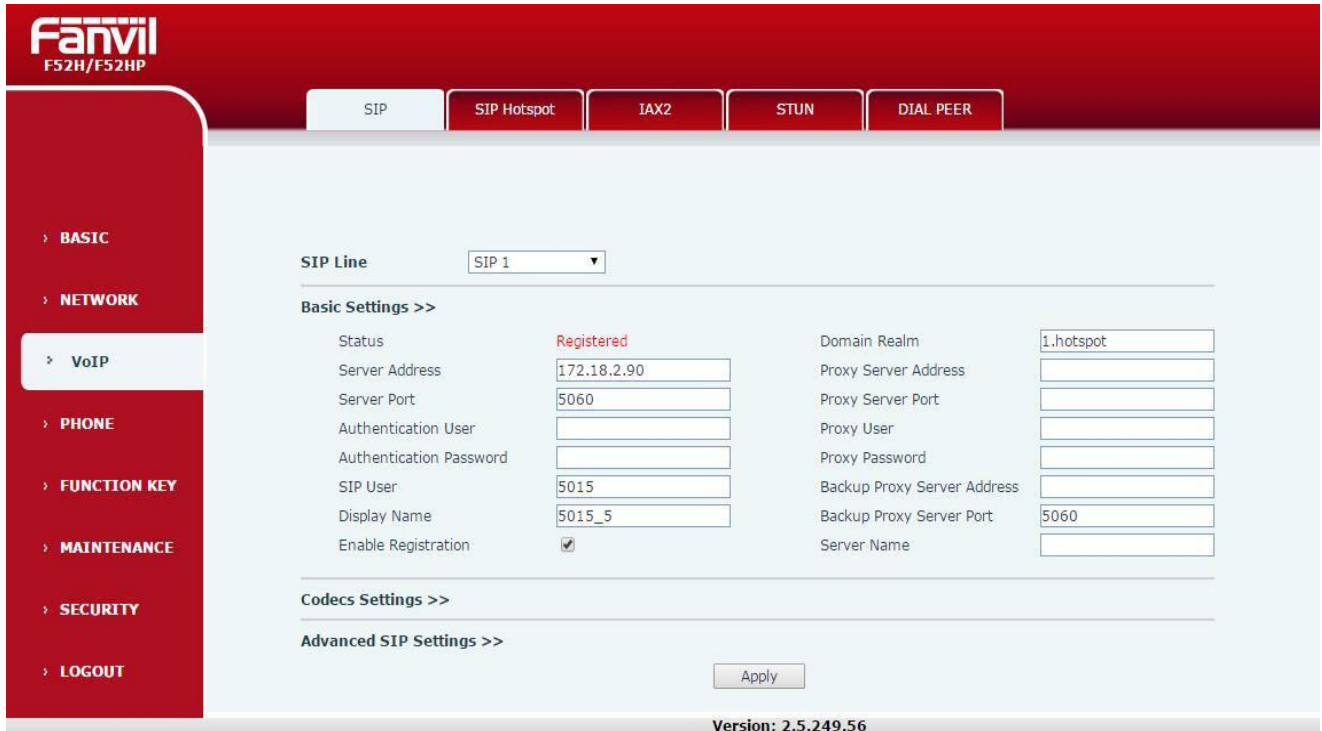 Fanvil
F52H/F52HP
SIP SIP Hotspot IAX2 STUN DIAL PEER
› BASIC
› NETWORK
› VoIP
› PHONE
› FUNCTION KEY
› MAINTENANCE
› SECURITY
› LOGOUT
SIP Line SIP 1
Basic Settings >>
Status Registered Domain Realm 1.hotspot
Server Address 172.18.2.90 Proxy Server Address
Server Port 5060 Proxy Server Port
Authentication User Proxy User
Authentication Password Proxy Password
SIP User 5015 Backup Proxy Server Address
Display Name 5015_5 Backup Proxy Server Port 5060
Enable Registration Server Name
Codecs Settings >>
Advanced SIP Settings >>
Apply
Version: 2.5.249.56